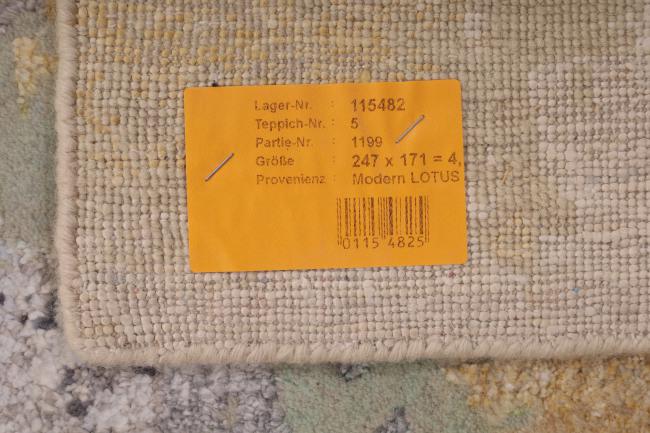 Lager-Nr. : 115482
Teppich-Nr. : 5
Partie-Nr. : 1199
Größe : 247 x 171 = 4,
Provenienz : Modern LOTUS
0115 4825